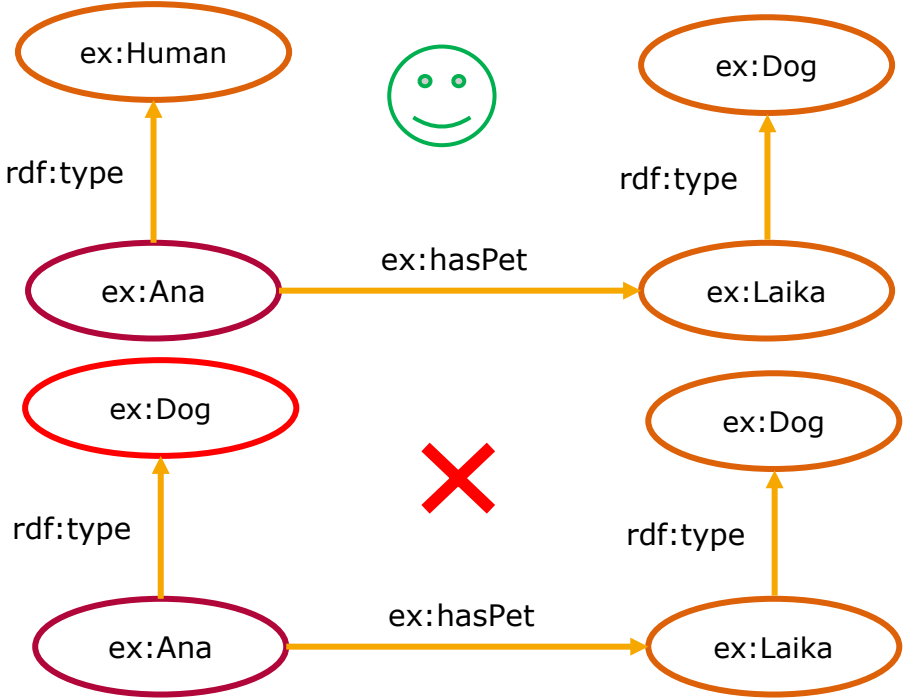 ex:Human
ex:Dog
rdf:type
rdf:type
ex:hasPet
ex:Ana
ex:Laika
ex:Dog
ex:Dog
rdf:type
rdf:type
ex:hasPet
ex:Ana
ex:Laika